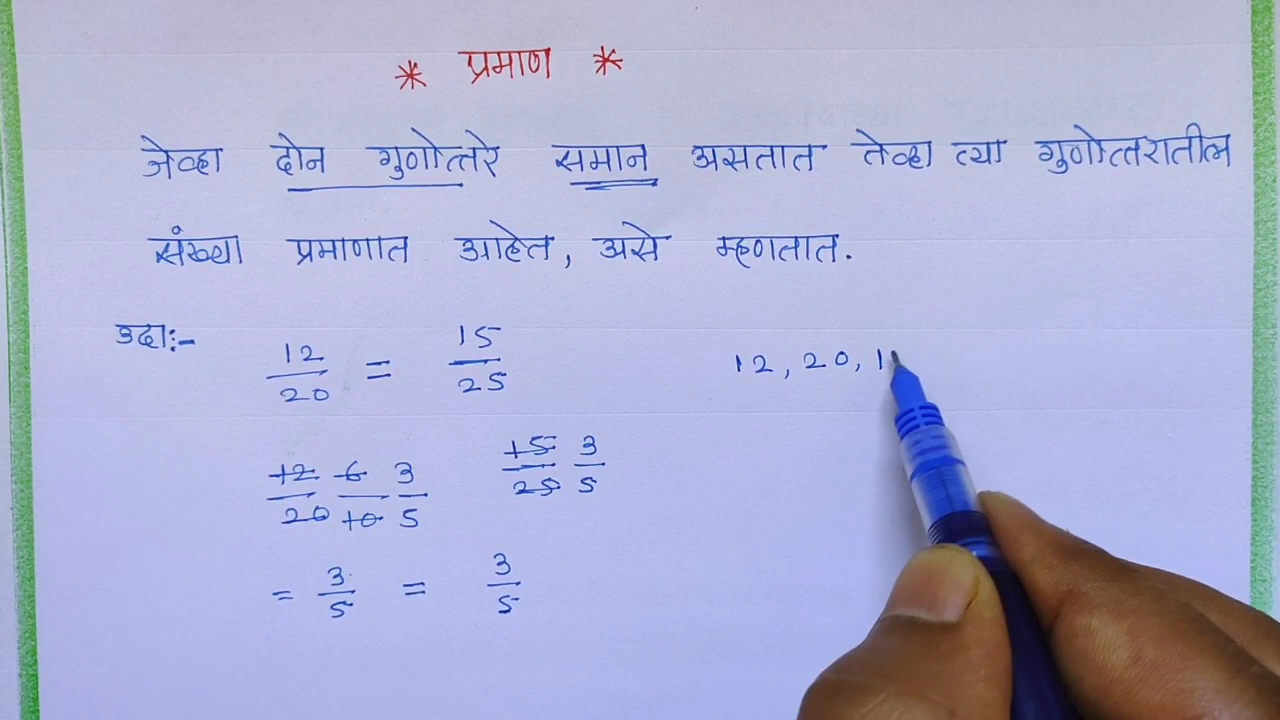 * प्रमाण *
जेव्हा दोन गुणोत्तरे समान असतात तेव्हा त्या गुणोत्तरातील
संख्या प्रमाणात आहेत, असे म्हणतात.
उदाः- 12/20 = 15/25 12, 20, 1
12/20 6/10 3/5 15/25 3/5
= 3/5 = 3/5